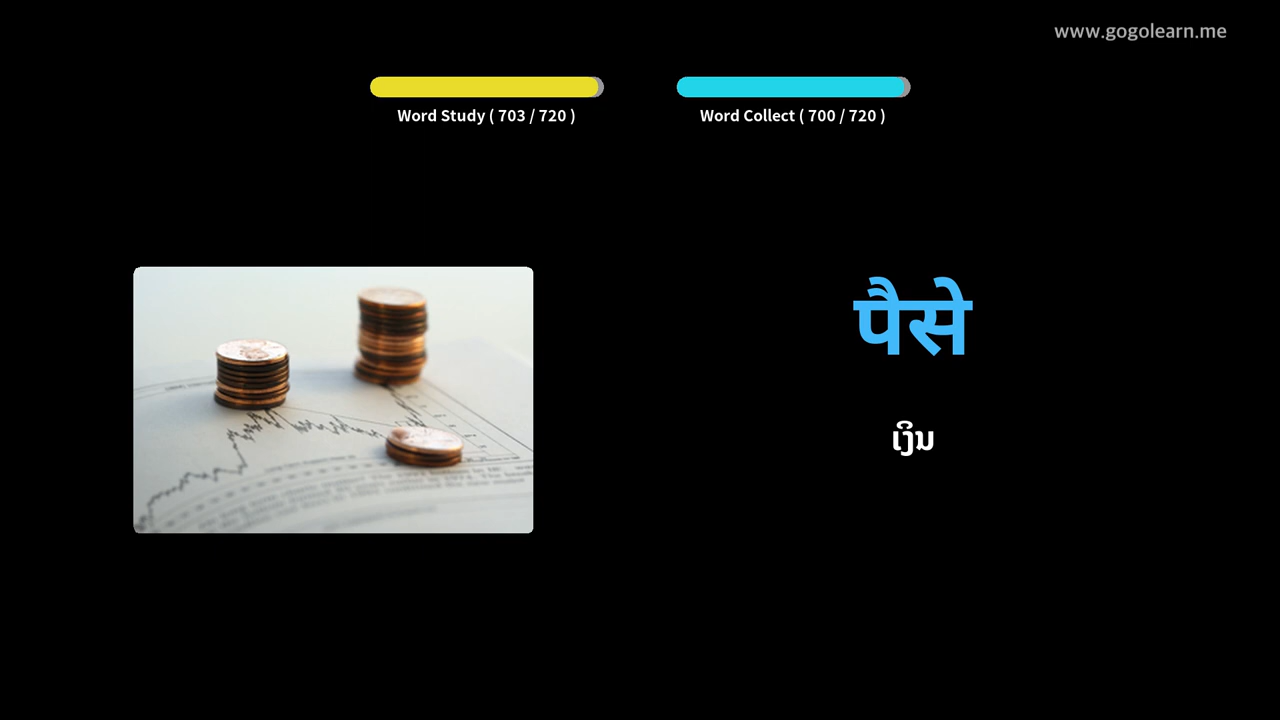 www.gogolearn.me
Word Study ( 703 / 720 )
Word Collect ( 700 / 720 )
पैसे
ເງິນ